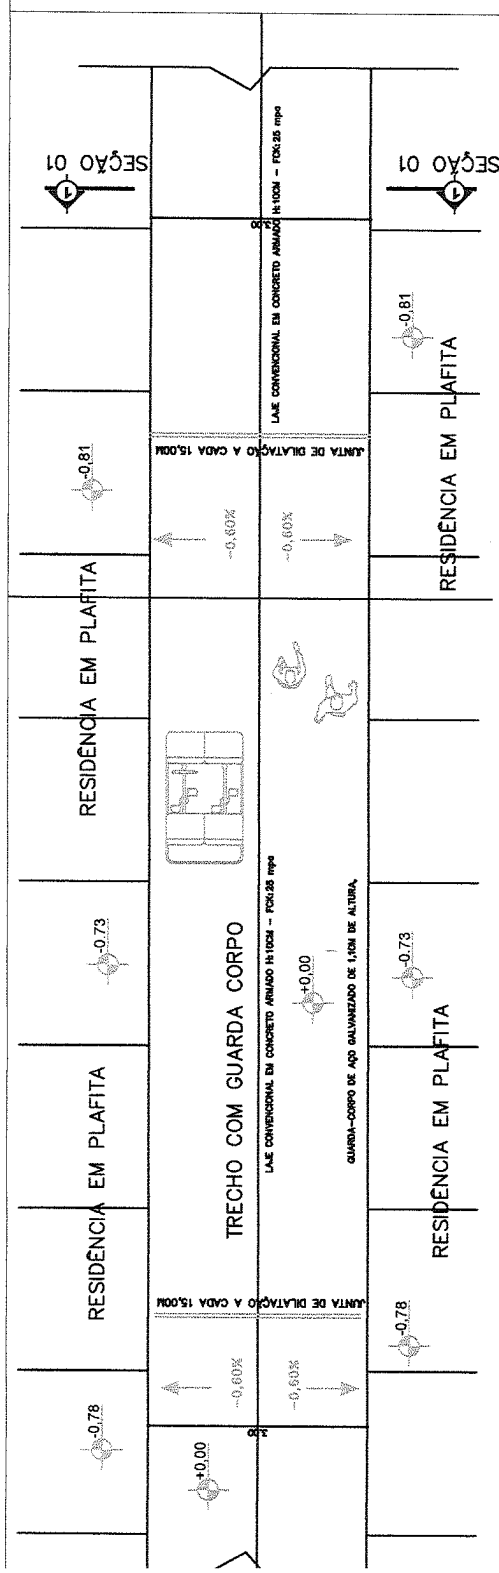 SEÇÃO 01
1
SEÇÃO 01
1
RESIDÊNCIA EM PLAFITA
RESIDÊNCIA EM PLAFITA
-0,78
-0.73
-0,81
+0,00
-0,60%
-0,60%
JUNTA DE DILATAÇÃO A CADA 15,00M
TRECHO COM GUARDA CORPO
LAJE CONVENCIONAL EM CONCRETO ARMADO H:10CM - FCK:25 mpa
+0,00
GUARDA-CORPO DE AÇO GALVANIZADO DE 1,10M DE ALTURA,
-0,60%
-0,60%
JUNTA DE DILATAÇÃO A CADA 15,00M
LAJE CONVENCIONAL EM CONCRETO ARMADO H:10CM - FCK:25 mpa
-0,78
-0.73
-0,81
RESIDÊNCIA EM PLAFITA
RESIDÊNCIA EM PLAFITA